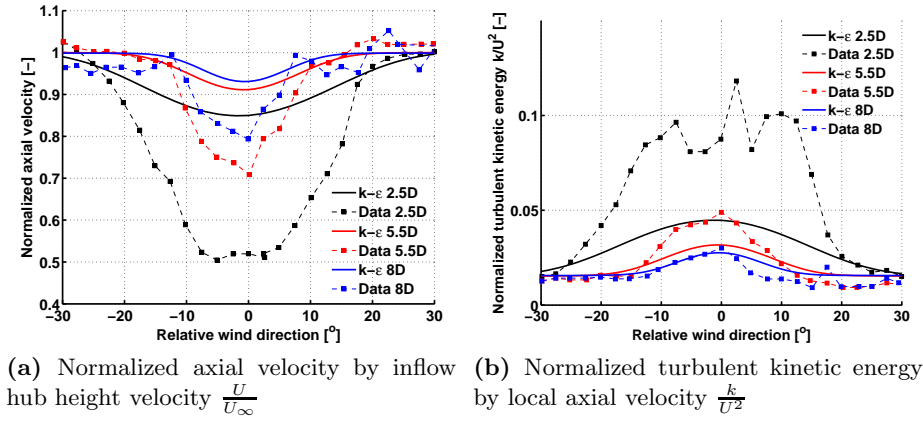 Normalized axial velocity [-]
1.1
1
0.9
0.8
0.7
0.6
0.5
0.4
k-ε 2.5D
Data 2.5D
k-ε 5.5D
Data 5.5D
k-ε 8D
Data 8D
-30 -20 -10 0 10 20 30
Relative wind direction [°]
(a) Normalized axial velocity by inflow
hub height velocity U/U∞
Normalized turbulent kinetic energy k/U² [-]
0.1
0.05
0
k-ε 2.5D
Data 2.5D
k-ε 5.5D
Data 5.5D
k-ε 8D
Data 8D
-30 -20 -10 0 10 20 30
Relative wind direction [°]
(b) Normalized turbulent kinetic energy
by local axial velocity k/U²